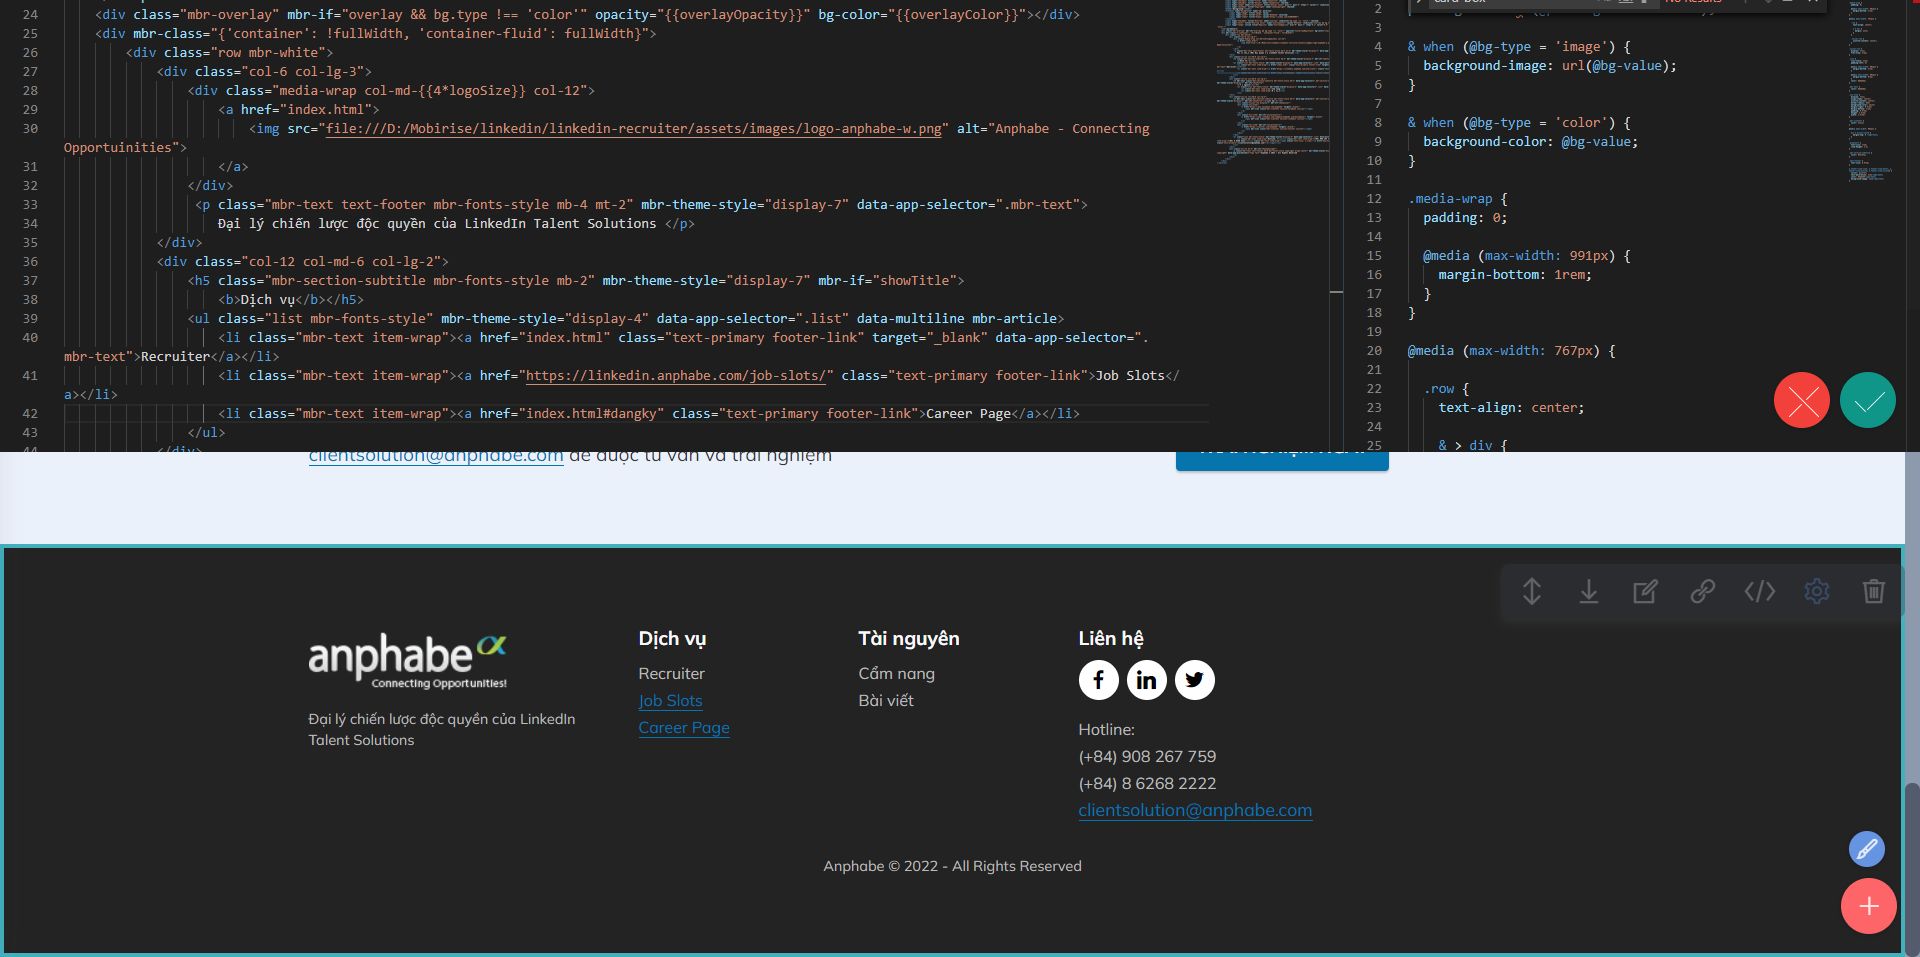 24 <div class="mbr-overlay" mbr-if="overlay && bg.type !== 'color'" opacity="{{overlayOpacity}}" bg-color="{{overlayColor}}"></div>
25 <div mbr-class="{'container': !fullWidth, 'container-fluid': fullWidth}">
26 <div class="row mbr-white">
27 <div class="col-6 col-lg-3">
28 <div class="media-wrap col-md-{{4*logoSize}} col-12">
29 <a href="index.html">
30 <img src="file:///D:/Mobirise/linkedin/linkedin-recruiter/assets/images/logo-anphabe-w.png" alt="Anphabe - Connecting
Opportuinities">
31 </a>
32 </div>
33 <p class="mbr-text text-footer mbr-fonts-style mb-4 mt-2" mbr-theme-style="display-7" data-app-selector=".mbr-text">
34 Đại lý chiến lược độc quyền của LinkedIn Talent Solutions </p>
35 </div>
36 <div class="col-12 col-md-6 col-lg-2">
37 <h5 class="mbr-section-subtitle mbr-fonts-style mb-2" mbr-theme-style="display-7" mbr-if="showTitle">
38 <b>Dịch vụ</b></h5>
39 <ul class="list mbr-fonts-style" mbr-theme-style="display-4" data-app-selector=".list" data-multiline mbr-article>
40 <li class="mbr-text item-wrap"><a href="index.html" class="text-primary footer-link" target="_blank" data-app-selector=".
mbr-text">Recruiter</a></li>
41 <li class="mbr-text item-wrap"><a href="https://linkedin.anphabe.com/job-slots/" class="text-primary footer-link">Job Slots</
a></li>
42 <li class="mbr-text item-wrap"><a href="index.html#dangky" class="text-primary footer-link">Career Page</a></li>
43 </ul>
44 </div>
No Results
2
3
4 & when (@bg-type = 'image') {
5 background-image: url(@bg-value);
6 }
7
8 & when (@bg-type = 'color') {
9 background-color: @bg-value;
10 }
11
12 .media-wrap {
13 padding: 0;
14
15 @media (max-width: 991px) {
16 margin-bottom: 1rem;
17 }
18 }
19
20 @media (max-width: 767px) {
21
22 .row {
23 text-align: center;
24
25 & > div {
clientsolution@anphabe.com để được tư vấn và trải nghiệm
anphabe
Connecting Opportunities!
Đại lý chiến lược độc quyền của LinkedIn
Talent Solutions
Dịch vụ
Recruiter
Job Slots
Career Page
Tài nguyên
Cẩm nang
Bài viết
Liên hệ
Hotline:
(+84) 908 267 759
(+84) 8 6268 2222
clientsolution@anphabe.com
Anphabe © 2022 - All Rights Reserved